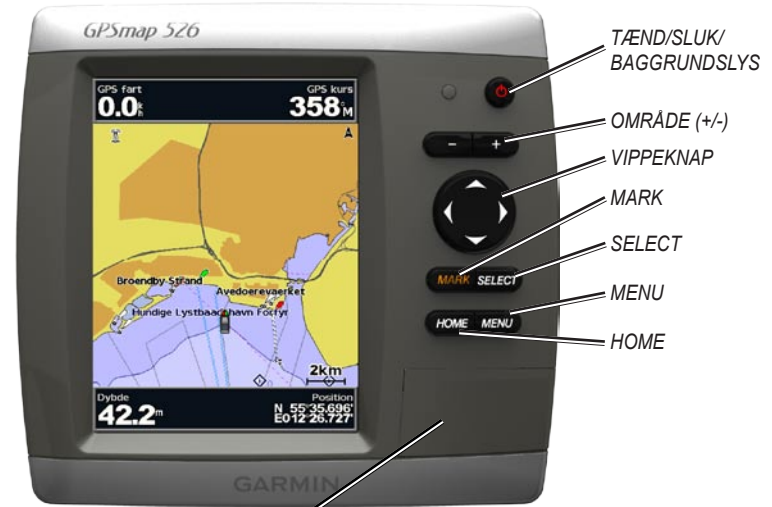 GPSmap 526
GPS fart
0.0 k/h
GPS kurs
358° M
Broendby Strand
Avedoerevaerket
Hundige Lystbaadehavn Forfyr
2km
Dybde
42.2 m
Position
N 55°35.696'
E012°26.727'
GARMIN
MARK
SELECT
HOME
MENU
TÆND/SLUK/
BAGGRUNDSLYS
OMRÅDE (+/-)
VIPPEKNAP
MARK
SELECT
MENU
HOME